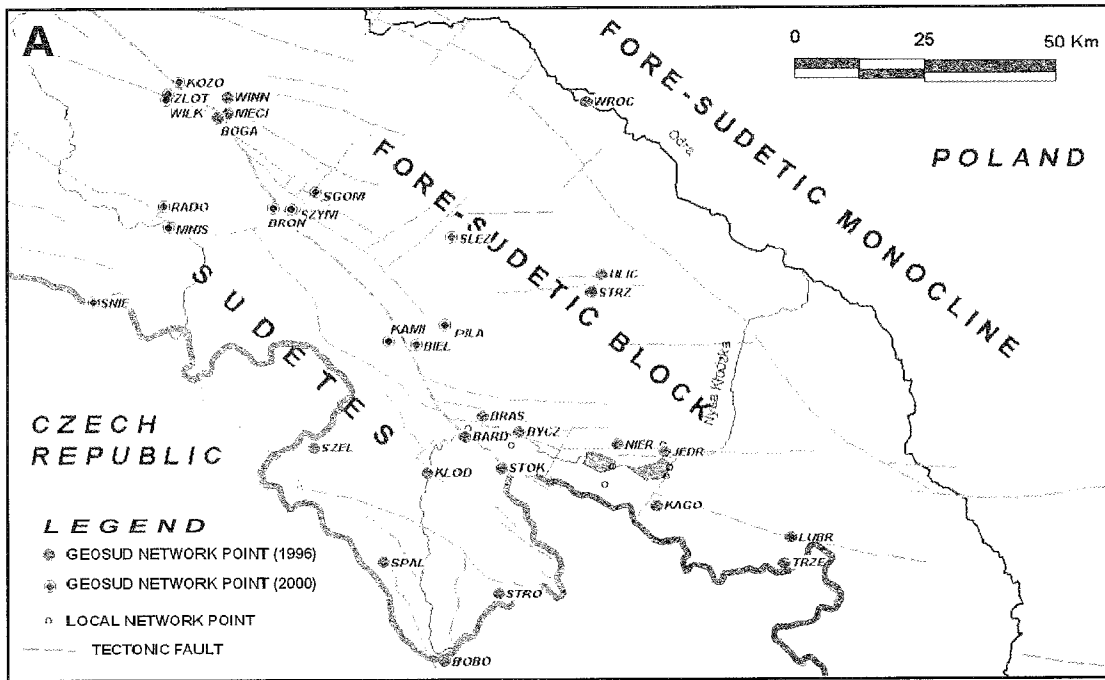 A
0 25 50 Km
FORE-SUDETIC MONOCLINE
POLAND
FORE-SUDETIC BLOCK
SUDETES
CZECH
REPUBLIC
Odra
Nysa Kłodzka
KOZO
ZLOT
WINN
WILK
MECI
BOGA
WROC
SGOM
RADO
BRON
SZYM
SLEZ
SNIE
STRZ
KAMI
PILA
BIEL
BRAS
BARD
BYCZ
NIER
JEDR
SZEL
KLOD
STOK
KAGO
LUBR
SPAL
TRZE
STRO
BOBO
LEGEND
GEOSUD NETWORK POINT (1996)
GEOSUD NETWORK POINT (2000)
LOCAL NETWORK POINT
TECTONIC FAULT